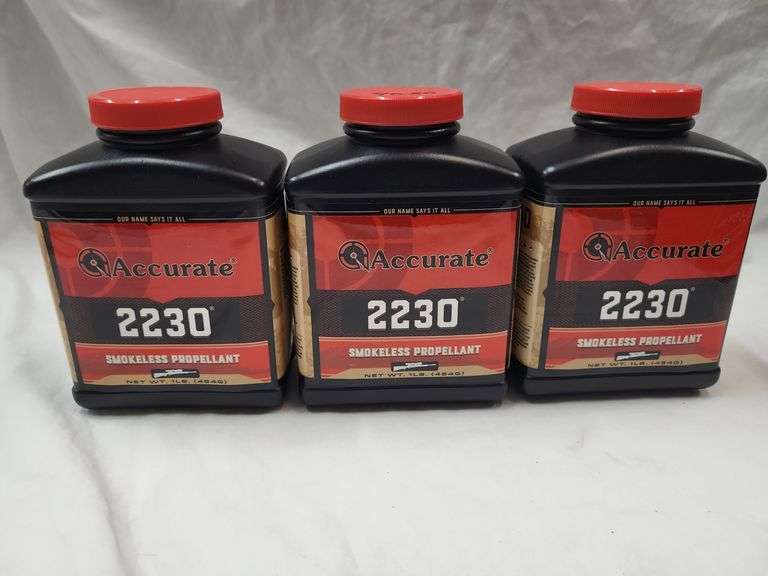 OUR NAME SAYS IT ALL
Accurate®
2230®
SMOKELESS PROPELLANT
NET WT. 1LB. (454G)
OUR NAME SAYS IT ALL
Accurate®
2230®
SMOKELESS PROPELLANT
NET WT. 1LB. (454G)
OUR NAME SAYS IT ALL
Accurate®
2230®
SMOKELESS PROPELLANT
NET WT. 1LB. (454G)